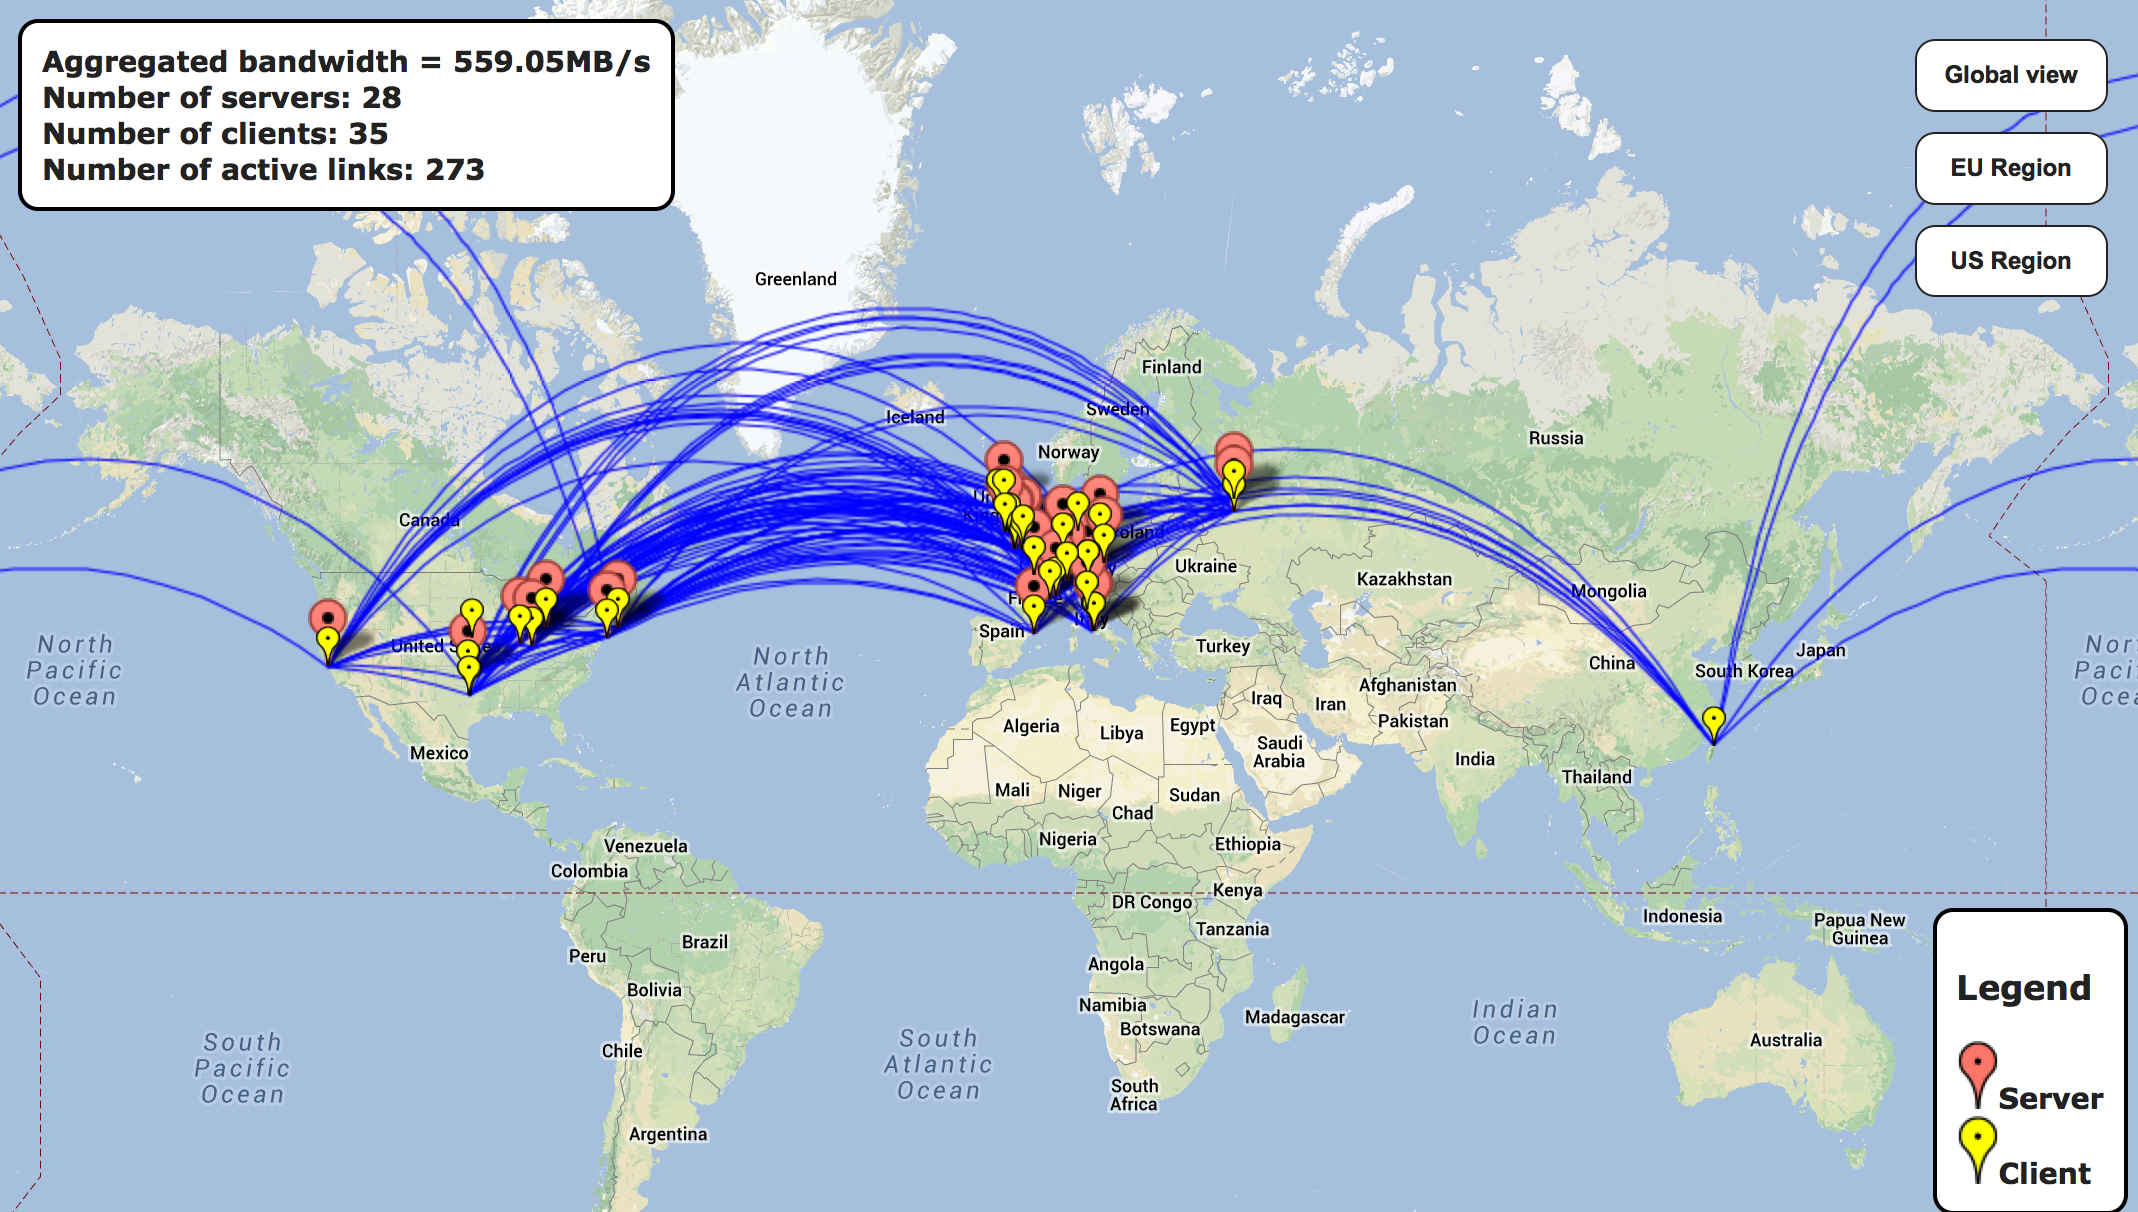 Aggregated bandwidth = 559.05MB/s
Number of servers: 28
Number of clients: 35
Number of active links: 273
Global view
EU Region
US Region
Greenland
Finland
Iceland
Sweden
Norway
Russia
Canada
Ukraine
Kazakhstan
Mongolia
Spain
United
Turkey
North
Pacific
Ocean
North
Atlantic
Ocean
China
South Korea
Japan
Afghanistan
Iraq
Iran
Pakistan
Algeria
Libya
Egypt
Saudi
Arabia
Mexico
India
Thailand
Mali
Niger
Sudan
Chad
Nigeria
Ethiopia
Venezuela
Colombia
Kenya
DR Congo
Tanzania
Indonesia
Papua New
Guinea
Brazil
Peru
Angola
Bolivia
Namibia
Botswana
Madagascar
Indian
Ocean
Australia
South
Pacific
Ocean
South
Atlantic
Ocean
Chile
South
Africa
Argentina
Legend
Server
Client